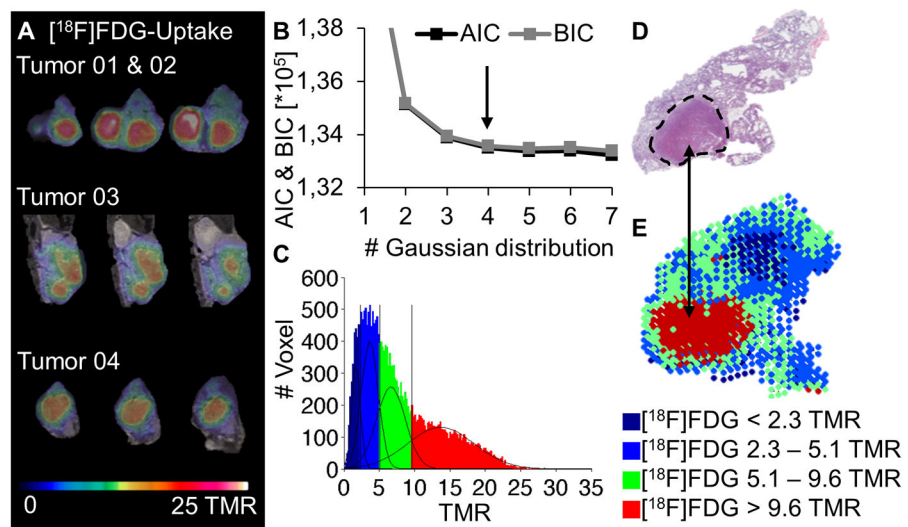 A [¹⁸F]FDG-Uptake
Tumor 01 & 02
Tumor 03
Tumor 04
0 25 TMR
B
AIC BIC
AIC & BIC [*10⁵]
1,38
1,36
1,34
1,32
1 2 3 4 5 6 7
# Gaussian distribution
C
# Voxel
600
500
400
300
200
100
0
0 5 10 15 20 25 30 35
TMR
D
E
[¹⁸F]FDG < 2.3 TMR
[¹⁸F]FDG 2.3 – 5.1 TMR
[¹⁸F]FDG 5.1 – 9.6 TMR
[¹⁸F]FDG > 9.6 TMR